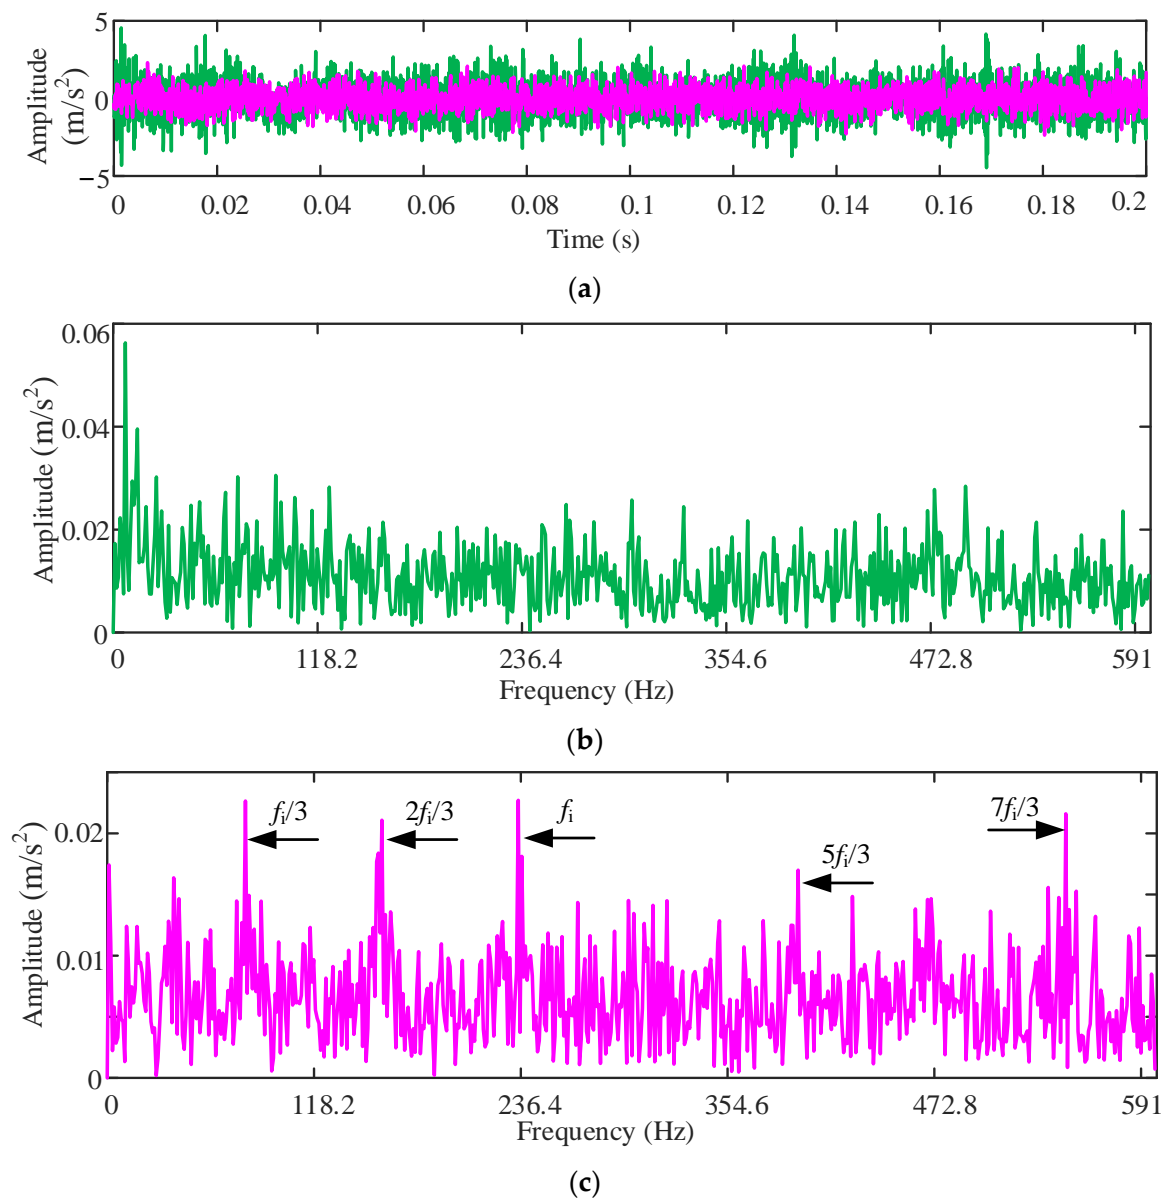 5
0
−5
Amplitude
(m/s²)
0 0.02 0.04 0.06 0.08 0.1 0.12 0.14 0.16 0.18 0.2
Time (s)
(a)
0.06
0.04
0.02
0
Amplitude (m/s²)
0 118.2 236.4 354.6 472.8 591
Frequency (Hz)
(b)
fi/3 2fi/3 fi 5fi/3 7fi/3
0.02
0.01
0
Amplitude (m/s²)
0 118.2 236.4 354.6 472.8 591
Frequency (Hz)
(c)